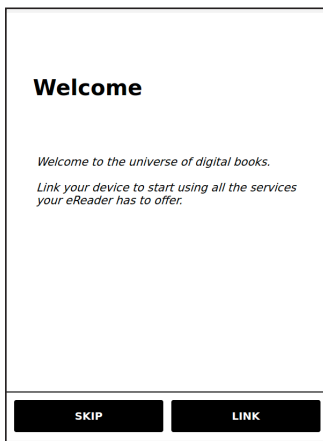 Welcome
Welcome to the universe of digital books.
Link your device to start using all the services
your eReader has to offer.
SKIP
LINK